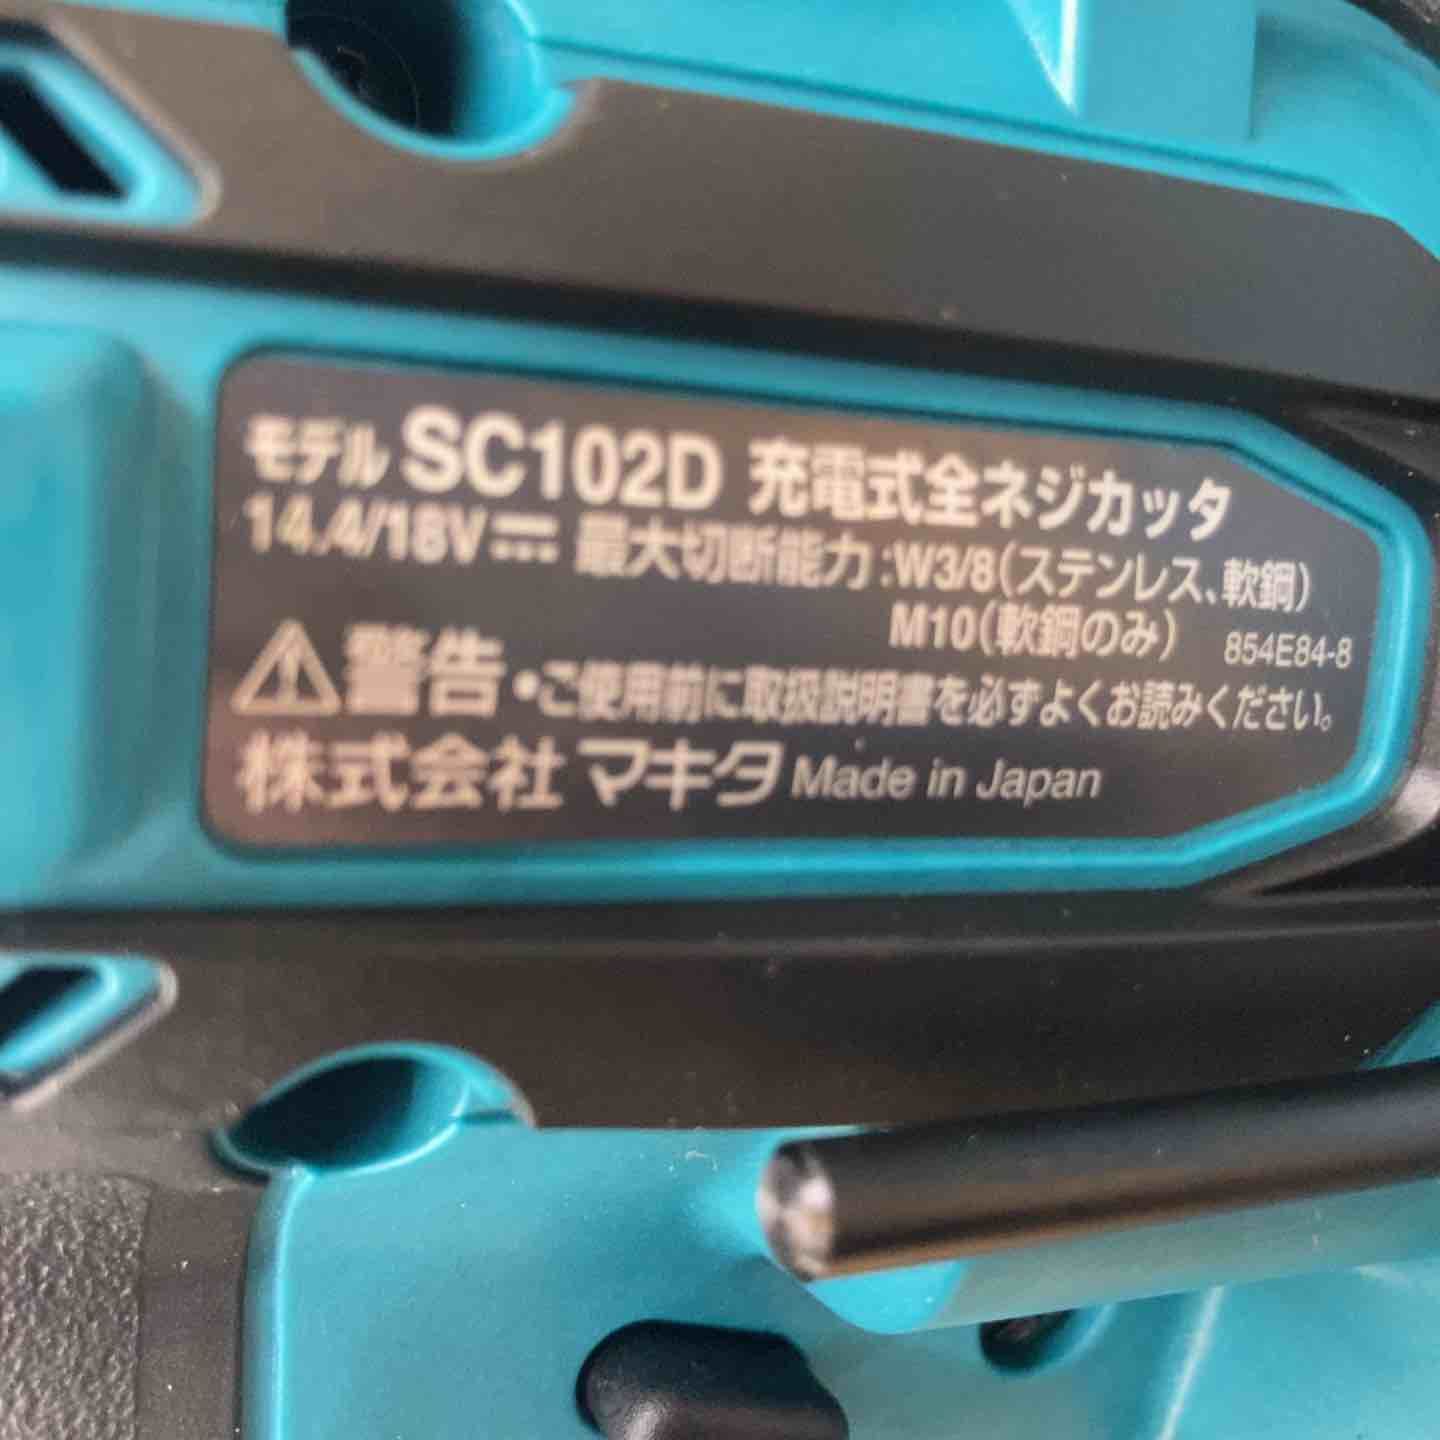 モデル SC102D 充電式全ネジカッタ
14.4/18V⎓ 最大切断能力:W3/8(ステンレス、軟鋼)
M10(軟鋼のみ) 854E84-8
⚠警告 •ご使用前に取扱説明書を必ずよくお読みください。
株式会社マキタ Made in Japan